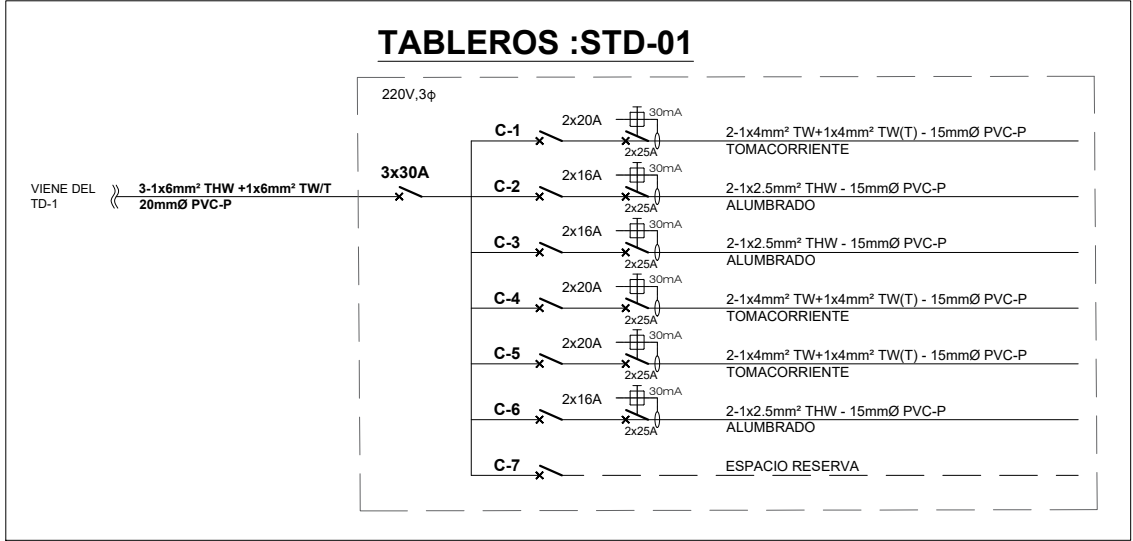 TABLEROS :STD-01
220V,3φ
VIENE DEL
TD-1
3-1x6mm² THW +1x6mm² TW/T
20mmØ PVC-P
3x30A
C-1
2x20A
30mA
2x25A
2-1x4mm² TW+1x4mm² TW(T) - 15mmØ PVC-P
TOMACORRIENTE
C-2
2x16A
30mA
2x25A
2-1x2.5mm² THW - 15mmØ PVC-P
ALUMBRADO
C-3
2x16A
30mA
2x25A
2-1x2.5mm² THW - 15mmØ PVC-P
ALUMBRADO
C-4
2x20A
30mA
2x25A
2-1x4mm² TW+1x4mm² TW(T) - 15mmØ PVC-P
TOMACORRIENTE
C-5
2x20A
30mA
2x25A
2-1x4mm² TW+1x4mm² TW(T) - 15mmØ PVC-P
TOMACORRIENTE
C-6
2x16A
30mA
2x25A
2-1x2.5mm² THW - 15mmØ PVC-P
ALUMBRADO
C-7
ESPACIO RESERVA